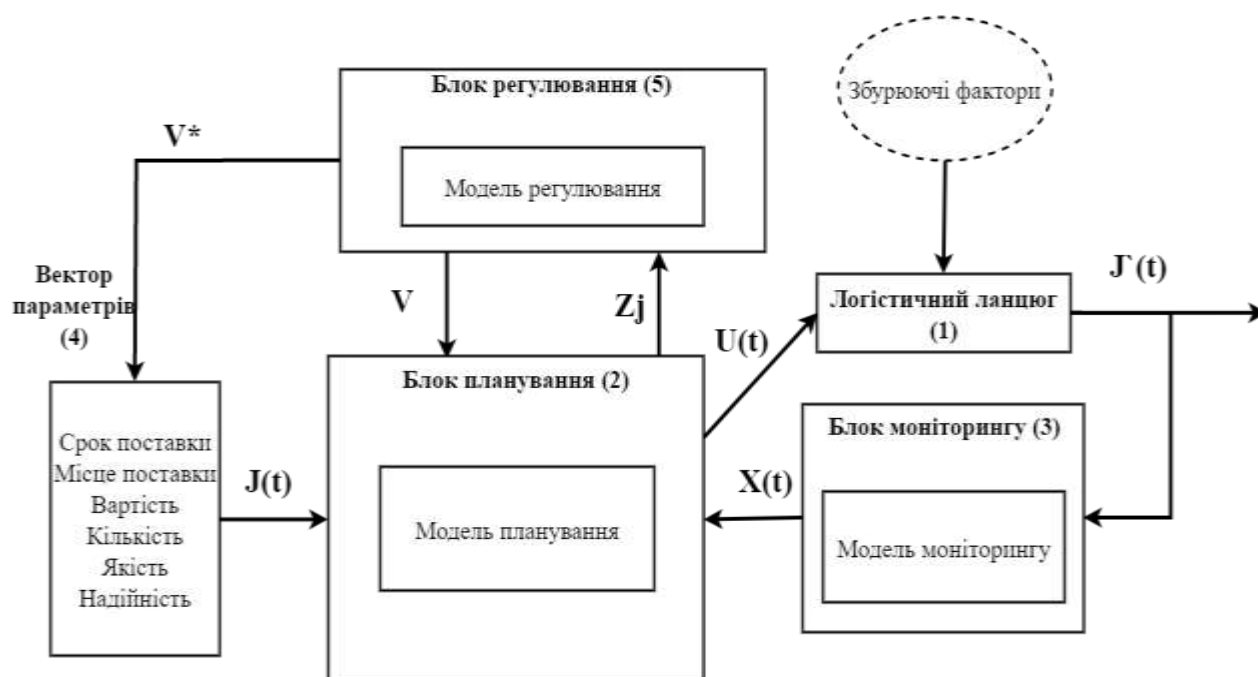 Блок регулювання (5)
Модель регулювання
Збурюючі фактори
V*
Вектор
параметрів
(4)
V
Zj
U(t)
Логістичний ланцюг
(1)
J`(t)
Блок планування (2)
Модель планування
Блок моніторингу (3)
Модель моніторингу
X(t)
J(t)
Срок поставки
Місце поставки
Вартість
Кількість
Якість
Надійність